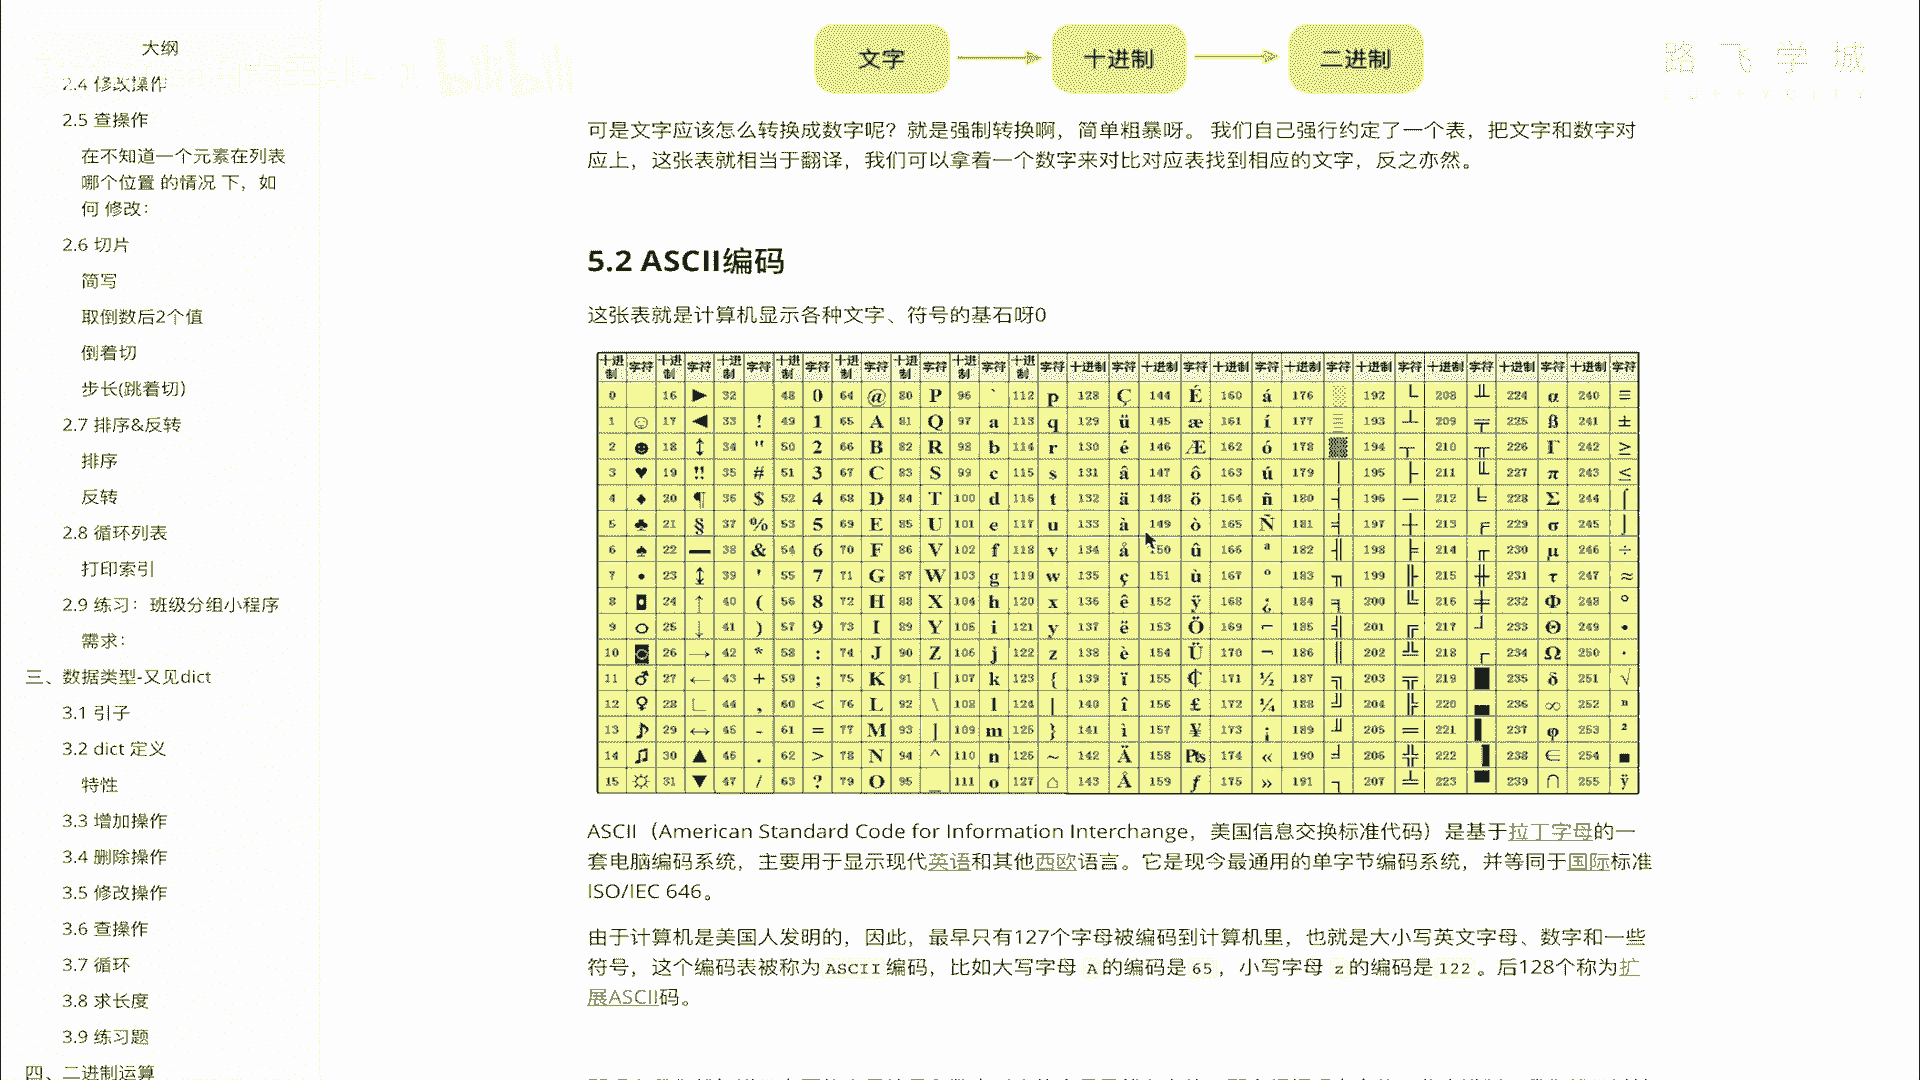 大纲
2.4 修改操作
2.5 查操作
在不知道一个元素在列表
哪个位置 的情况 下，如
何 修改：
2.6 切片
简写
取倒数后2个值
倒着切
步长(跳着切）
2.7 排序&反转
排序
反转
2.8 循环列表
打印索引
2.9 练习：班级分组小程序
需求：
三、数据类型-又见dict
3.1 引子
3.2 dict 定义
特性
3.3 增加操作
3.4 删除操作
3.5 修改操作
3.6 查操作
3.7 循环
3.8 求长度
3.9 练习题
四、二进制运算
文字 十进制 二进制
路飞学城
可是文字应该怎么转换成数字呢？就是强制转换啊，简单粗暴呀。 我们自己强行约定了一个表，把文字和数字对
应上，这张表就相当于翻译，我们可以拿着一个数字来对比对应表找到相应的文字，反之亦然。
5.2 ASCII编码
这张表就是计算机显示各种文字、符号的基石呀0
十进制 字符 十进制 字符 十进制 字符 十进制 字符 十进制 字符 十进制 字符 十进制 字符 十进制 字符 十进制 字符 十进制 字符 十进制 字符 十进制 字符 十进制 字符 十进制 字符 十进制 字符 十进制 字符
0 16 ► 32 48 0 64 @ 80 P 96 ` 112 p 128 Ç 144 É 160 á 176 ░ 192 └ 208 ╨ 224 α 240 ≡
1 ☺ 17 ◄ 33 ! 49 1 65 A 81 Q 97 a 113 q 129 ü 145 æ 161 í 177 ▒ 193 ┴ 209 ╤ 225 ß 241 ±
2 ☻ 18 ↕ 34 " 50 2 66 B 82 R 98 b 114 r 130 é 146 Æ 162 ó 178 ▓ 194 ┬ 210 ╥ 226 Γ 242 ≥
3 ♥ 19 ‼ 35 # 51 3 67 C 83 S 99 c 115 s 131 â 147 ô 163 ú 179 │ 195 ├ 211 ╙ 227 π 243 ≤
4 ♦ 20 ¶ 36 $ 52 4 68 D 84 T 100 d 116 t 132 ä 148 ö 164 ñ 180 ┤ 196 ─ 212 ╘ 228 Σ 244 ⌠
5 ♣ 21 § 37 % 53 5 69 E 85 U 101 e 117 u 133 à 149 ò 165 Ñ 181 ╡ 197 ┼ 213 ╒ 229 σ 245 ⌡
6 ♠ 22 ▬ 38 & 54 6 70 F 86 V 102 f 118 v 134 å 150 û 166 ª 182 ╢ 198 ╞ 214 ╓ 230 µ 246 ÷
7 • 23 ↨ 39 ' 55 7 71 G 87 W 103 g 119 w 135 ç 151 ù 167 º 183 ╖ 199 ╟ 215 ╫ 231 τ 247 ≈
8 ◘ 24 ↑ 40 ( 56 8 72 H 88 X 104 h 120 x 136 ê 152 ÿ 168 ¿ 184 ╕ 200 ╚ 216 ╪ 232 Φ 248 °
9 ○ 25 ↓ 41 ) 57 9 73 I 89 Y 105 i 121 y 137 ë 153 Ö 169 ⌐ 185 ╣ 201 ╔ 217 ┘ 233 Θ 249 •
10 ◙ 26 → 42 * 58 : 74 J 90 Z 106 j 122 z 138 è 154 Ü 170 ¬ 186 ║ 202 ╩ 218 ┌ 234 Ω 250 ·
11 ♂ 27 ← 43 + 59 ; 75 K 91 [ 107 k 123 { 139 ï 155 ₵ 171 ½ 187 ╗ 203 ╦ 219 █ 235 δ 251 √
12 ♀ 28 ∟ 44 , 60 < 76 L 92 \ 108 l 124 | 140 î 156 £ 172 ¼ 188 ╝ 204 ╠ 220 ▄ 236 ∞ 252 ⁿ
13 ♪ 29 ↔ 45 - 61 = 77 M 93 ] 109 m 125 } 141 ì 157 ¥ 173 ¡ 189 ╜ 205 ═ 221 ▌ 237 φ 253 ²
14 ♫ 30 ▲ 46 . 62 > 78 N 94 ^ 110 n 126 ~ 142 Ä 158 ₧ 174 « 190 ╛ 206 ╬ 222 ▐ 238 ∈ 254 ■
15 ☼ 31 ▼ 47 / 63 ? 79 O 95 _ 111 o 127 ⌂ 143 Å 159 ƒ 175 » 191 ┐ 207 ╧ 223 ▀ 239 ∩ 255 ÿ
ASCII（American Standard Code for Information Interchange，美国信息交换标准代码）是基于拉丁字母的一
套电脑编码系统，主要用于显示现代英语和其他西欧语言。它是现今最通用的单字节编码系统，并等同于国际标准
ISO/IEC 646。
由于计算机是美国人发明的，因此，最早只有127个字母被编码到计算机里，也就是大小写英文字母、数字和一些
符号，这个编码表被称为 ASCII 编码，比如大写字母 A 的编码是 65 ，小写字母 z 的编码是 122 。后128个称为扩
展ASCII码。